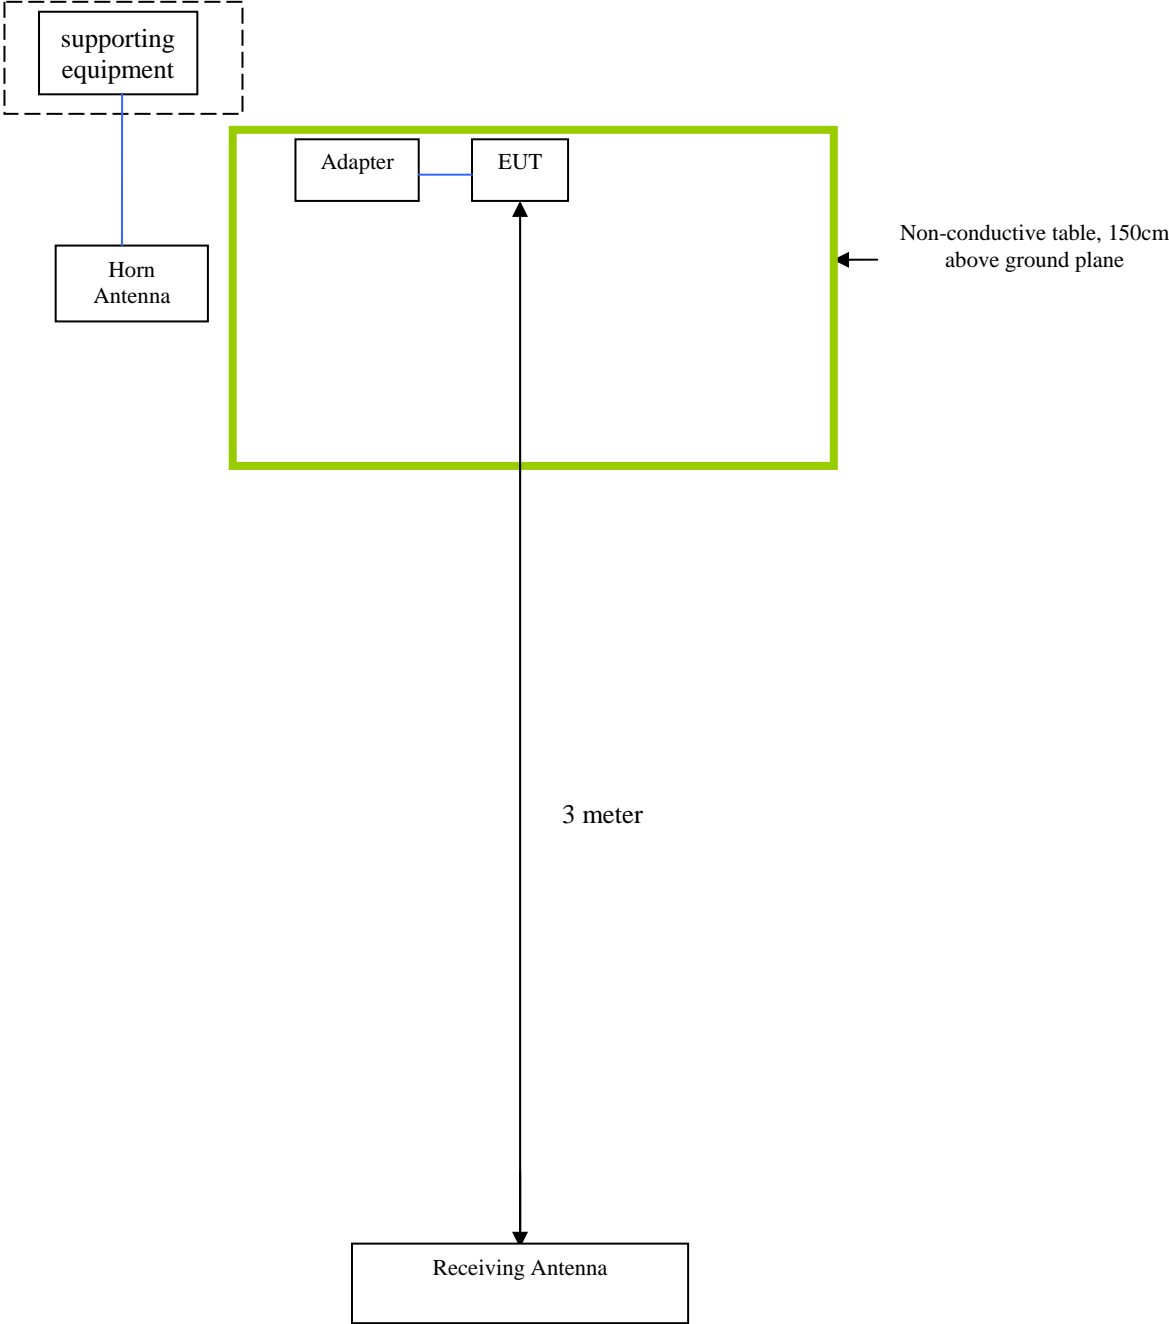 supporting
equipment
Adapter
EUT
Non-conductive table, 150cm
above ground plane
Horn
Antenna
3 meter
Receiving Antenna